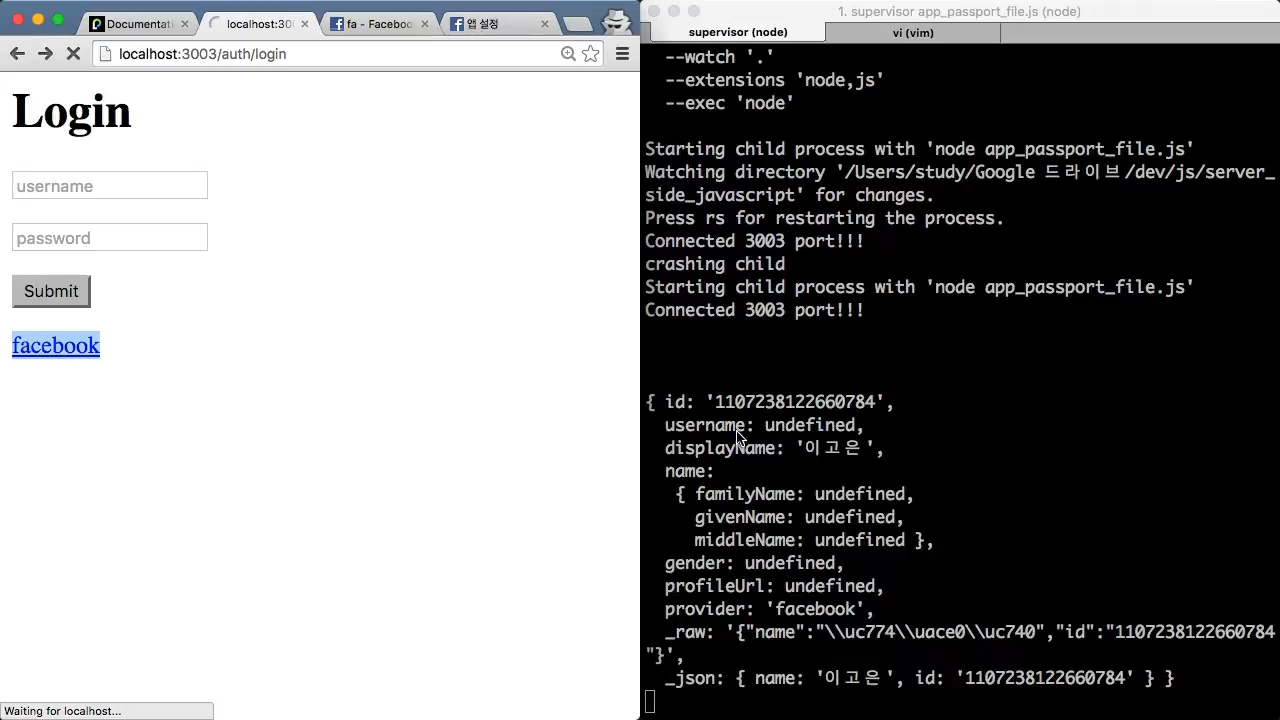 Documentati
localhost:300
fa - Faceboo
앱 설정
localhost:3003/auth/login
Login
username
password
Submit
facebook
Waiting for localhost...
1. supervisor app_passport_file.js (node)
supervisor (node)
vi (vim)
--watch '.'
--extensions 'node,js'
--exec 'node'
Starting child process with 'node app_passport_file.js'
Watching directory '/Users/study/Google 드라이브/dev/js/server_
side_javascript' for changes.
Press rs for restarting the process.
Connected 3003 port!!!
crashing child
Starting child process with 'node app_passport_file.js'
Connected 3003 port!!!
{ id: '1107238122660784',
username: undefined,
displayName: '이고은',
name:
{ familyName: undefined,
givenName: undefined,
middleName: undefined },
gender: undefined,
profileUrl: undefined,
provider: 'facebook',
_raw: '{"name":"\\uc774\\uace0\\uc740","id":"1107238122660784
"}',
_json: { name: '이고은', id: '1107238122660784' } }